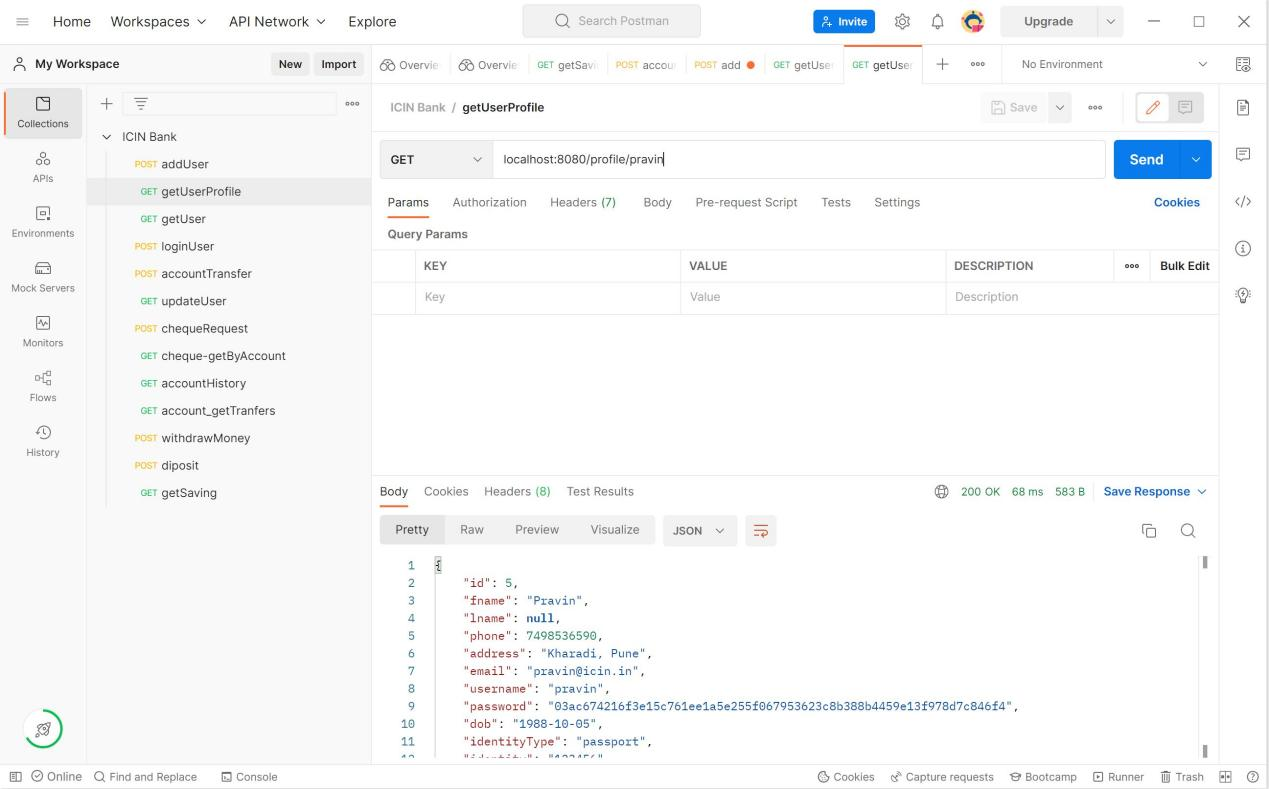 Home Workspaces API Network Explore Search Postman Invite Upgrade
My Workspace New Import Overvie Overvie GET getSavi POST accou POST add GET getUser GET getUser No Environment
ICIN Bank / getUserProfile Save
Collections
ICIN Bank
GET localhost:8080/profile/pravin Send
POST addUser
APIs
GET getUserProfile
Params Authorization Headers (7) Body Pre-request Script Tests Settings Cookies
GET getUser
Environments
Query Params
POST loginUser
KEY VALUE DESCRIPTION Bulk Edit
POST accountTransfer
Mock Servers
Key Value Description
GET updateUser
POST chequeRequest
Monitors
GET cheque-getByAccount
GET accountHistory
Flows
GET account_getTranfers
POST withdrawMoney
History
POST diposit
GET getSaving
Body Cookies Headers (8) Test Results 200 OK 68 ms 583 B Save Response
Pretty Raw Preview Visualize JSON
1 {
2 "id": 5,
3 "fname": "Pravin",
4 "lname": null,
5 "phone": 7498536590,
6 "address": "Kharadi, Pune",
7 "email": "pravin@icin.in",
8 "username": "pravin",
9 "password": "03ac674216f3e15c761ee1a5e255f067953623c8b388b4459e13f978d7c846f4",
10 "dob": "1988-10-05",
11 "identityType": "passport",
Online Find and Replace Console Cookies Capture requests Bootcamp Runner Trash